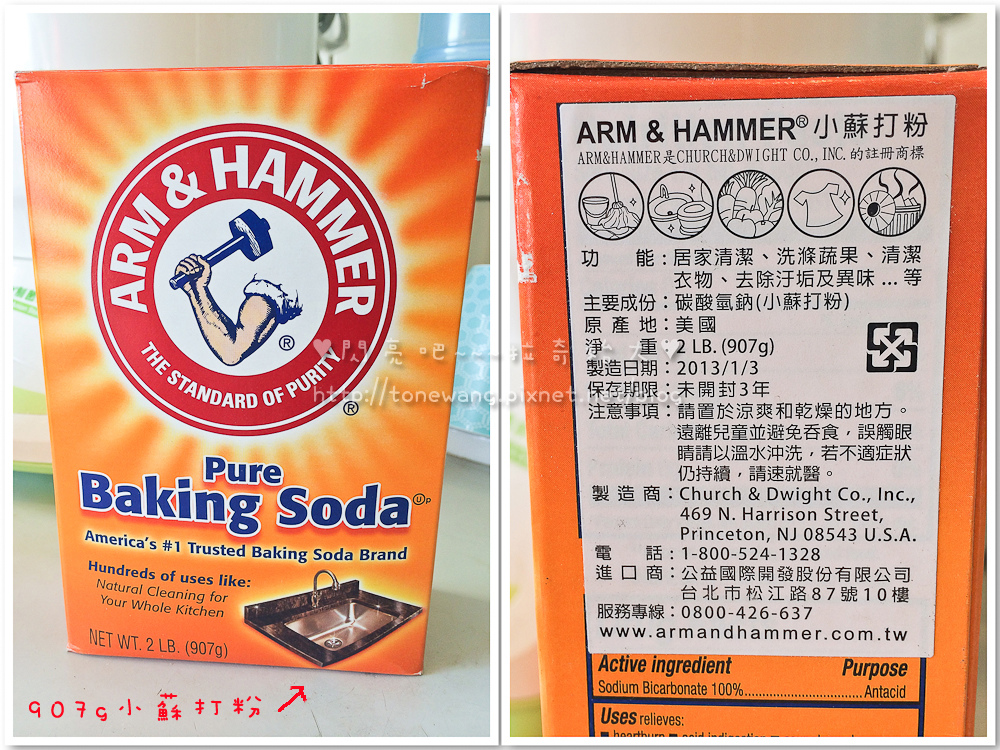 ARM & HAMMER
THE STANDARD OF PURITY
®
®
Pure
Baking Soda
ⓊP
America's #1 Trusted Baking Soda Brand
Hundreds of uses like:
Natural Cleaning for
Your Whole Kitchen
NET WT. 2 LB. (907g)
907g小蘇打粉
ARM & HAMMER®小蘇打粉
ARM&HAMMER是CHURCH&DWIGHT CO., INC.的註冊商標
功 能：居家清潔、洗滌蔬果、清潔
衣物、去除汙垢及異味 ... 等
主要成份：碳酸氫鈉(小蘇打粉)
原 產 地：美國
淨 重：2 LB. (907g)
製造日期：2013/1/3
保存期限：未開封3年
注意事項：請置於涼爽和乾燥的地方。
遠離兒童並避免吞食，誤觸眼
睛請以溫水沖洗，若不適症狀
仍持續，請速就醫。
製 造 商：Church & Dwight Co., Inc.,
469 N. Harrison Street,
Princeton, NJ 08543 U.S.A.
電 話：1-800-524-1328
進 口 商：公益國際開發股份有限公司
台北市松江路87號10樓
服務專線：0800-426-637
www.armandhammer.com.tw
Active ingredient Purpose
Sodium Bicarbonate 100%..........Antacid
Uses relieves:
♥閃亮吧~~拉奇
http://tonewang.pixnet.net/blog